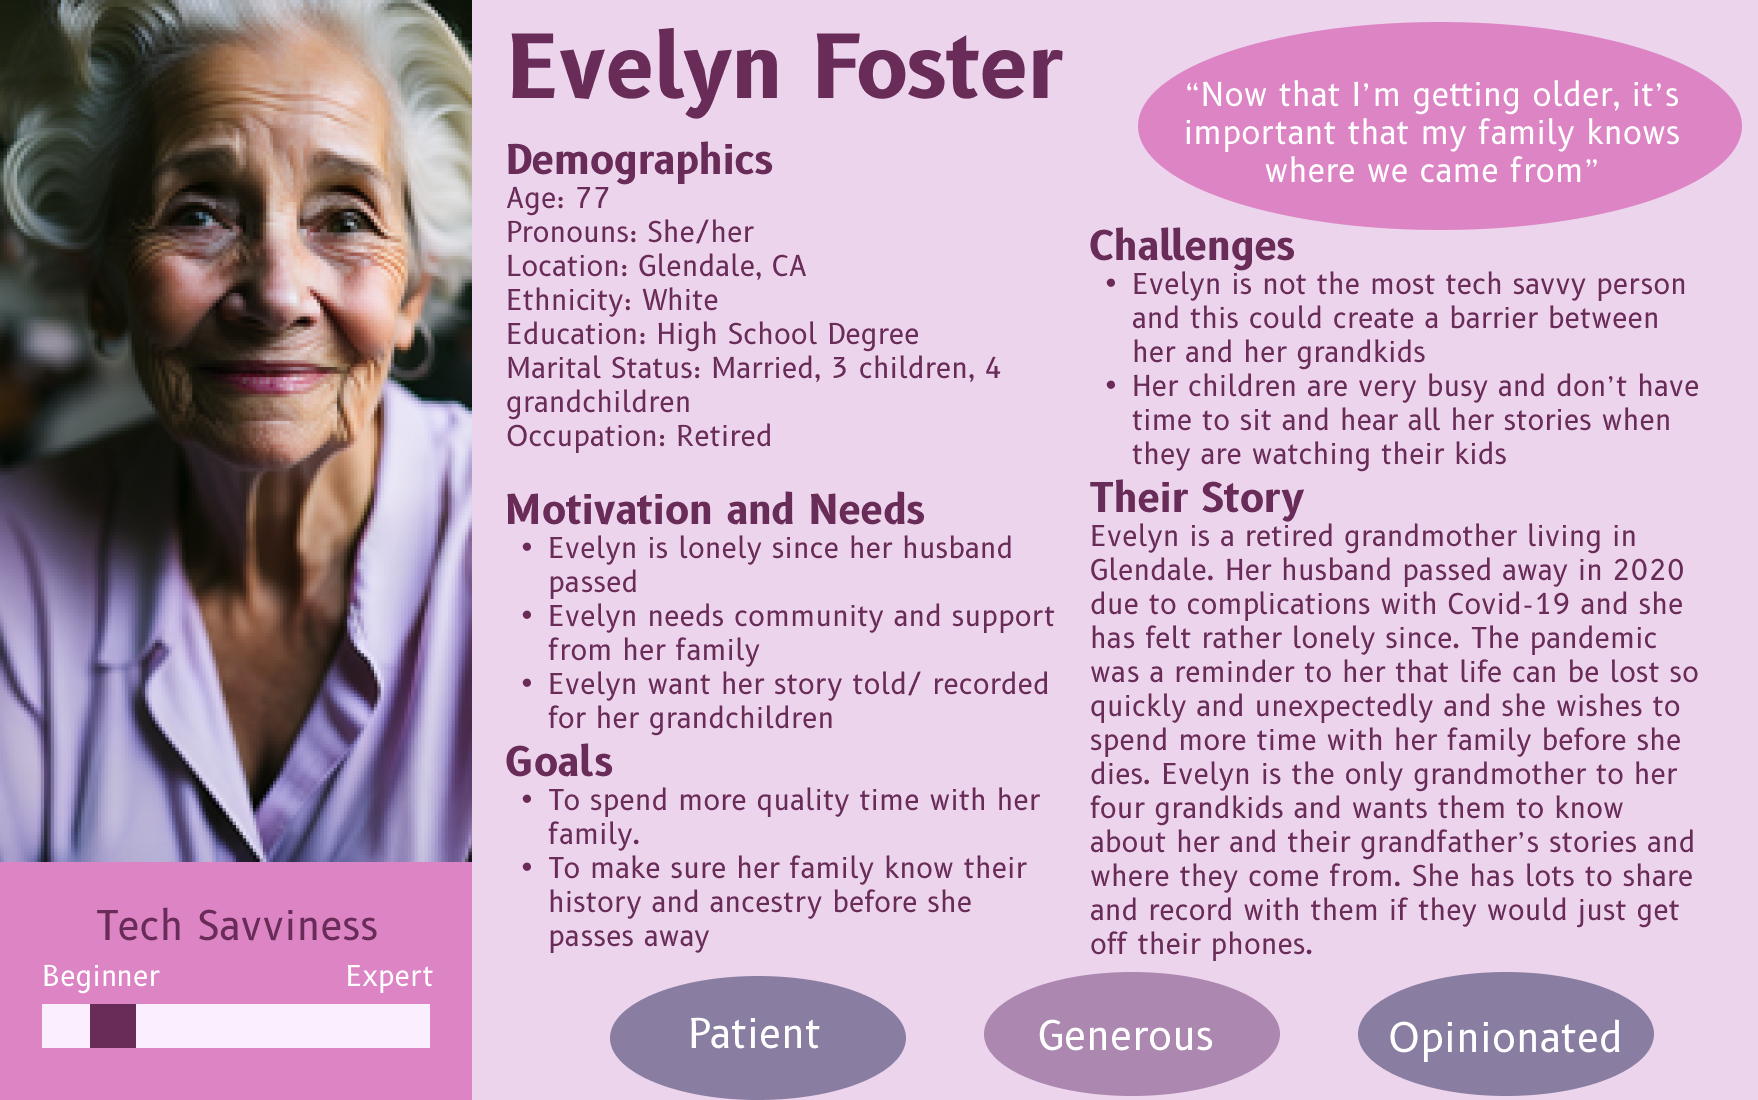 Evelyn Foster
Demographics
Age: 77
Pronouns: She/her
Location: Glendale, CA
Ethnicity: White
Education: High School Degree
Marital Status: Married, 3 children, 4
grandchildren
Occupation: Retired
Motivation and Needs
• Evelyn is lonely since her husband
passed
• Evelyn needs community and support
from her family
• Evelyn want her story told/ recorded
for her grandchildren
Goals
• To spend more quality time with her
family.
• To make sure her family know their
history and ancestry before she
passes away
“Now that I’m getting older, it’s
important that my family knows
where we came from”
Challenges
• Evelyn is not the most tech savvy person
and this could create a barrier between
her and her grandkids
• Her children are very busy and don’t have
time to sit and hear all her stories when
they are watching their kids
Their Story
Evelyn is a retired grandmother living in
Glendale. Her husband passed away in 2020
due to complications with Covid-19 and she
has felt rather lonely since. The pandemic
was a reminder to her that life can be lost so
quickly and unexpectedly and she wishes to
spend more time with her family before she
dies. Evelyn is the only grandmother to her
four grandkids and wants them to know
about her and their grandfather’s stories and
where they come from. She has lots to share
and record with them if they would just get
off their phones.
Tech Savviness
Beginner Expert
Patient Generous Opinionated